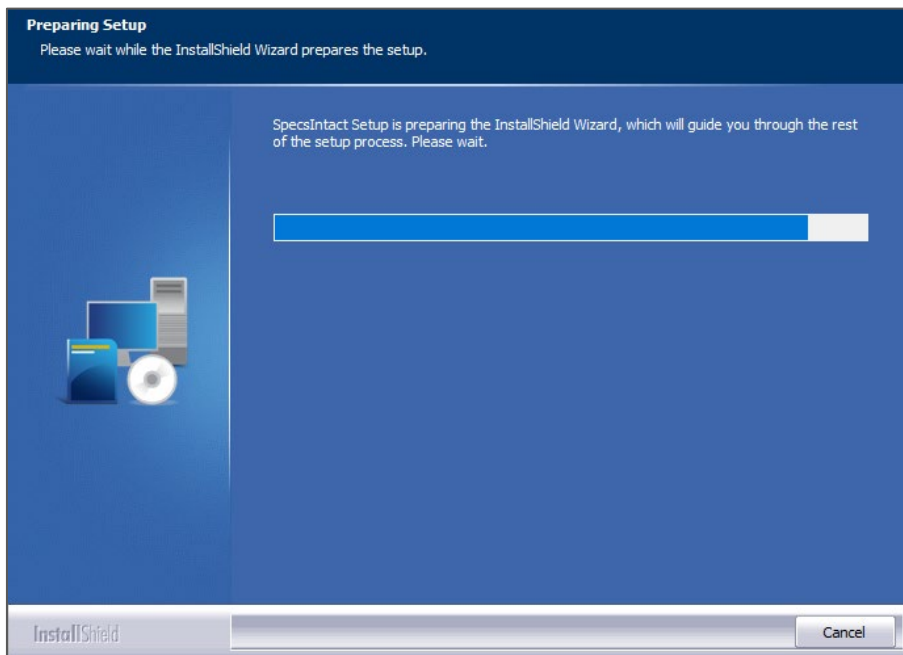 Preparing Setup
Please wait while the InstallShield Wizard prepares the setup.
SpecsIntact Setup is preparing the InstallShield Wizard, which will guide you through the rest
of the setup process. Please wait.
InstallShield
Cancel